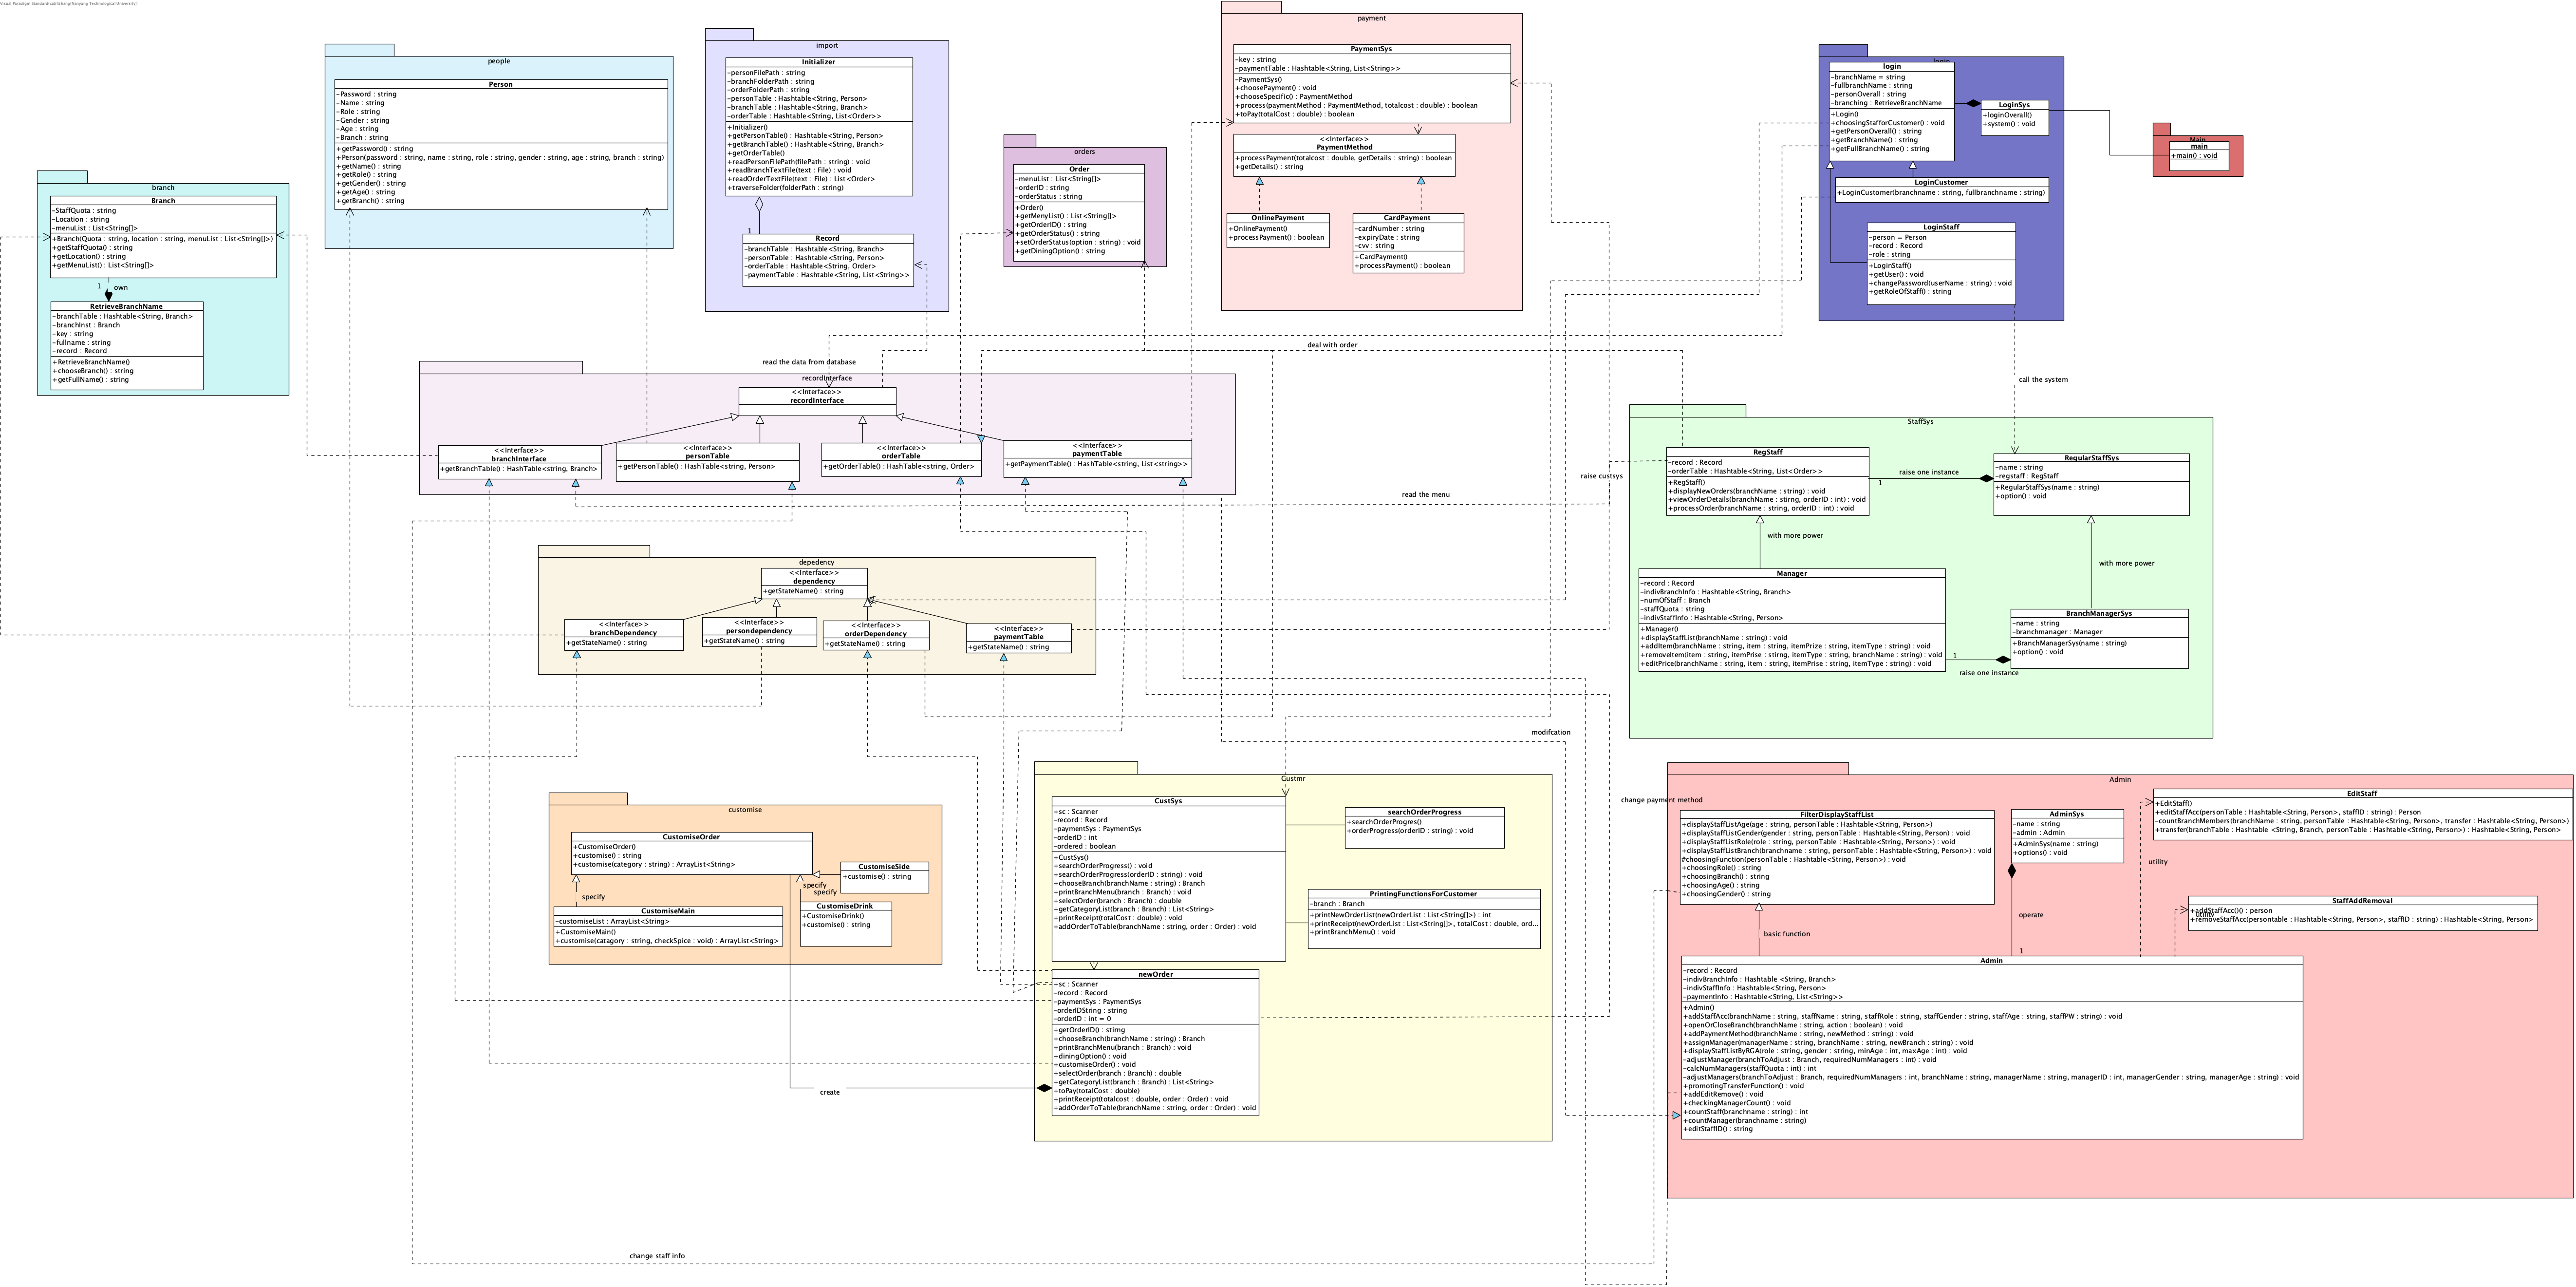 people
Person
-Password : string
-Name : string
-Role : string
-Gender : string
-Age : string
-Branch : string
+getPassword() : string
+Person(password : string, name : string, role : string, gender : string, age : string, branch : string)
+getName() : string
+getRole() : string
+getGender() : string
+getAge() : string
+getBranch() : string
import
Initializer
-personFilePath : string
-branchFolderPath : string
-orderFolderPath : string
-personTable : Hashtable<String, Person>
-branchTable : Hashtable<String, Branch>
-orderTable : Hashtable<String, List<Order>>
+Initializer()
+getPersonTable() : Hashtable<String, Person>
+getBranchTable() : Hashtable<String, Branch>
+getOrderTable()
+readPersonFilePath(filePath : string) : void
+readBranchTextFile(text : File) : void
+readOrderTextFile(text : File) : List<Order>
+traverseFolder(folderPath : string)
1
Record
-branchTable : Hashtable<String, Branch>
-personTable : Hashtable<String, Person>
-orderTable : Hashtable<String, Order>
-paymentTable : Hashtable<String, List<String>>
orders
Order
-menuList : List<String[]>
-orderID : string
-orderStatus : string
+Order()
+getMenyList() : List<String[]>
+getOrderID() : string
+getOrderStatus() : string
+setOrderStatus(option : string) : void
+getDiningOption() : string
payment
PaymentSys
-key : string
-paymentTable : Hashtable<String, List<String>>
-PaymentSys()
+choosePayment() : void
+chooseSpecific() : PaymentMethod
+process(paymentMethod : PaymentMethod, totalcost : double) : boolean
+toPay(totalCost : double) : boolean
<<Interface>>
PaymentMethod
+processPayment(totalcost : double, getDetails : string) : boolean
+getDetails() : string
OnlinePayment
+OnlinePayment()
+processPayment() : boolean
CardPayment
-cardNumber : string
-expiryDate : string
-cvv : string
+CardPayment()
+processPayment() : boolean
login
-branchName = string
-fullbranchName : string
-personOverall : string
-branching : RetrieveBranchName
+Login()
+choosingStafforCustomer() : void
+getPersonOverall() : string
+getBranchName() : string
+getFullBranchName() : string
LoginSys
+loginOverall()
+system() : void
LoginCustomer
+LoginCustomer(branchname : string, fullbranchname : string)
LoginStaff
-person = Person
-record : Record
-role : string
+LoginStaff()
+getUser() : void
+changePassword(userName : string) : void
+getRoleOfStaff() : string
Main
main
+main() : void
branch
Branch
-StaffQuota : string
-Location : string
-menuList : List<String[]>
+Branch(Quota : string, location : string, menuList : List<String[]>)
+getStaffQuota() : string
+getLocation() : string
+getMenuList() : List<String[]>
1
own
RetrieveBranchName
-branchTable : Hashtable<String, Branch>
-branchInst : Branch
-key : string
-fullname : string
-record : Record
+RetrieveBranchName()
+chooseBranch() : string
+getFullName() : string
deal with order
read the data from database
call the system
recordInterface
<<Interface>>
recordInterface
<<Interface>>
branchInterface
+getBranchTable() : HashTable<string, Branch>
<<Interface>>
personTable
+getPersonTable() : HashTable<string, Person>
<<Interface>>
orderTable
+getOrderTable() : HashTable<string, Order>
<<Interface>>
paymentTable
+getPaymentTable() : HashTable<string, List<string>>
read the menu
raise custsys
StaffSys
RegStaff
-record : Record
-orderTable : Hashtable<String, List<Order>>
+RegStaff()
+displayNewOrders(branchName : string) : void
+viewOrderDetails(branchName : stirng, orderID : int) : void
+processOrder(branchName : string, orderID : int) : void
raise one instance
1
RegularStaffSys
-name : string
-regstaff : RegStaff
+RegularStaffSys(name : string)
+option() : void
with more power
with more power
Manager
-record : Record
-indivBranchInfo : Hashtable<String, Branch>
-numOfStaff : Branch
-staffQuota : string
-indivStaffInfo : Hashtable<String, Person>
+Manager()
+displayStaffList(branchName : string) : void
+addItem(branchName : string, item : string, itemPrize : string, itemType : string) : void
+removeItem(item : string, itemPrise : string, itemType : string, branchName : string) : void
+editPrice(branchName : string, item : string, itemPrise : string, itemType : string) : void
1
raise one instance
BranchManagerSys
-name : string
-branchmanager : Manager
+BranchManagerSys(name : string)
+option() : void
depedency
<<Interface>>
dependency
+getStateName() : string
<<Interface>>
branchDependency
+getStateName() : string
<<Interface>>
persondependency
+getStateName() : string
<<Interface>>
orderDependency
+getStateName() : string
<<Interface>>
paymentTable
+getStateName() : string
modifcation
customise
CustomiseOrder
+CustomiseOrder()
+customise() : string
+customise(category : string) : ArrayList<String>
specify
specify
specify
CustomiseSide
+customise() : string
CustomiseMain
-customiseList : ArrayList<String>
+CustomiseMain()
+customise(catagory : string, checkSpice : void) : ArrayList<String>
CustomiseDrink
+CustomiseDrink()
+customise() : string
create
Custmr
CustSys
+sc : Scanner
-record : Record
-paymentSys : PaymentSys
-orderID : int
-ordered : boolean
+CustSys()
+searchOrderProgress() : void
+searchOrderProgress(orderID : string) : void
+chooseBranch(branchName : string) : Branch
+printBranchMenu(branch : Branch) : void
+selectOrder(branch : Branch) : double
+getCategoryList(branch : Branch) : List<String>
+printReceipt(totalCost : double) : void
+addOrderToTable(branchName : string, order : Order) : void
searchOrderProgress
+searchOrderProgres()
+orderProgress(orderID : string) : void
PrintingFunctionsForCustomer
-branch : Branch
+printNewOrderList(newOrderList : List<String[]>) : int
+printReceipt(newOrderList : List<String[]>, totalCost : double, ord...
+printBranchMenu() : void
newOrder
+sc : Scanner
-record : Record
-paymentSys : PaymentSys
-orderIDString : string
-orderID : int = 0
+getOrderID() : stirng
+chooseBranch(branchName : string) : Branch
+printBranchMenu(branch : Branch) : void
+diningOption() : void
+customiseOrder() : void
+selectOrder(branch : Branch) : double
+getCategoryList(branch : Branch) : List<String>
+toPay(totalCost : double)
+printReceipt(totalcost : double, order : Order) : void
+addOrderToTable(branchName : string, order : Order) : void
change payment method
Admin
FilterDisplayStaffList
+displayStaffListAge(age : string, personTable : Hashtable<String, Person>)
+displayStaffListGender(gender : string, personTable : Hashtable<String, Person) : void
+displayStaffListRole(role : string, personTable : Hashtable<String, Person>) : void
+displayStaffListBranch(branchname : string, personTable : Hashtable<String, Person>) : void
#choosingFunction(personTable : Hashtable<String, Person>) : void
+choosingRole() : string
+choosingBranch() : string
+choosingAge() : string
+choosingGender() : string
AdminSys
-name : string
-admin : Admin
+AdminSys(name : string)
+options() : void
EditStaff
+EditStaff()
+editStaffAcc(personTable : Hashtable<String, Person>, staffID : string) : Person
-countBranchMembers(branchName : string, personTable : Hashtable<String, Person>, transfer : Hashtable<String, Person>)
+transfer(branchTable : Hashtable <String, Branch, personTable : Hashtable<String, Person>) : Hashtable<String, Person>
utility
StaffAddRemoval
+addStaffAcc()() : person
+removeStaffAcc(persontable : Hashtable<String, Person>, staffID : string) : Hashtable<String, Person>
utility
operate
1
basic function
Admin
-record : Record
-indivBranchInfo : Hashtable <String, Branch>
-indivStaffInfo : Hashtable<String, Person>
-paymentInfo : Hashtable<String, List<String>>
+Admin()
+addStaffAcc(branchName : string, staffName : string, staffRole : string, staffGender : string, staffAge : string, staffPW : string) : void
+openOrCloseBranch(branchName : string, action : boolean) : void
+addPaymentMethod(branchName : string, newMethod : string) : void
+assignManager(managerName : string, branchName : string, newBranch : string) : void
+displayStaffListByRGA(role : string, gender : string, minAge : int, maxAge : int) : void
-adjustManager(branchToAdjust : Branch, requiredNumManagers : int) : void
-calcNumManagers(staffQuota : int) : int
-adjustManagers(branchToAdjust : Branch, requiredNumManagers : int, branchName : string, managerName : string, managerID : int, managerGender : string, managerAge : string) : void
+promotingTransferFunction() : void
+addEditRemove() : void
+checkingManagerCount() : void
+countStaff(branchname : string) : int
+countManager(branchname : string)
+editStaffID() : string
change staff info